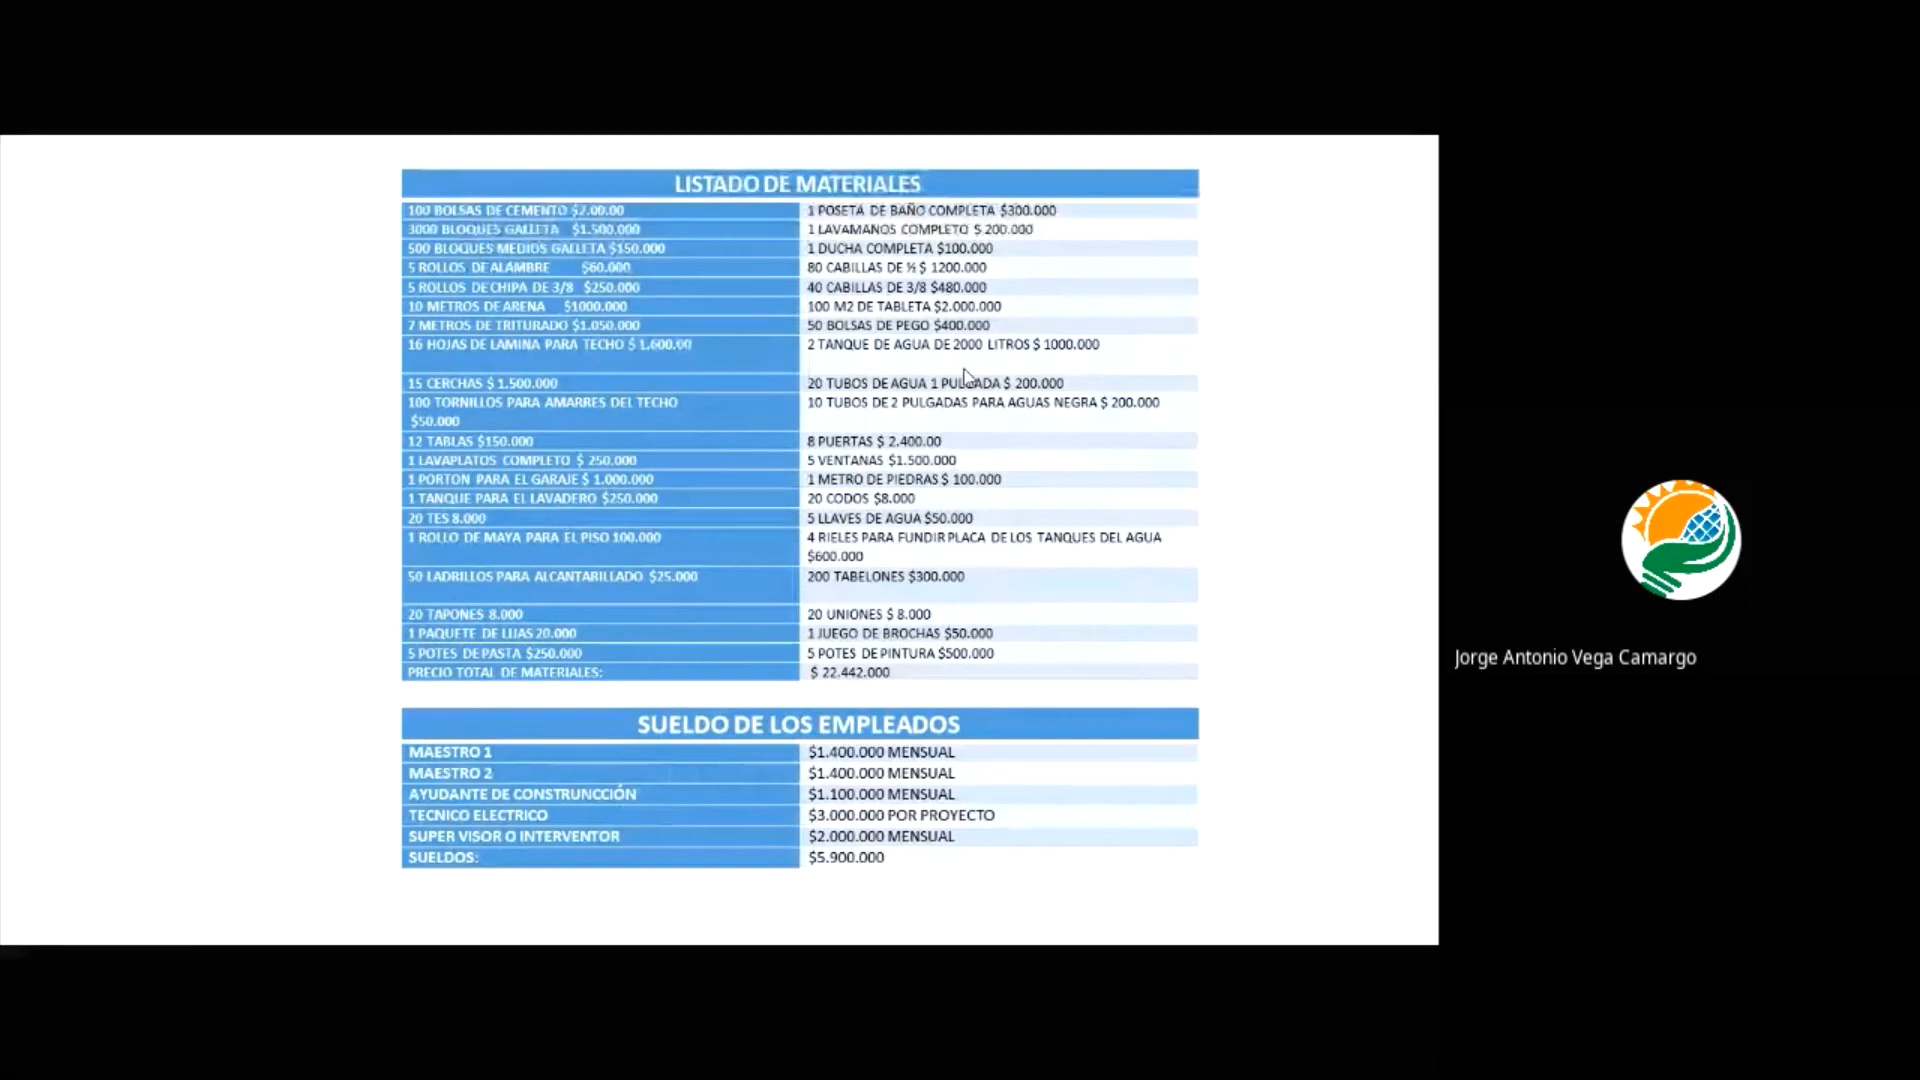 LISTADO DE MATERIALES
100 BOLSAS DE CEMENTO $2.00.00
1 POSETA DE BAÑO COMPLETA $300.000
3000 BLOQUES GALLETA $1.500.000
1 LAVAMANOS COMPLETO $ 200.000
500 BLOQUES MEDIOS GALLETA $150.000
1 DUCHA COMPLETA $100.000
5 ROLLOS DE ALAMBRE $60.000
80 CABILLAS DE ½ $ 1200.000
5 ROLLOS DE CHIPA DE 3/8 $250.000
40 CABILLAS DE 3/8 $480.000
10 METROS DE ARENA $1000.000
100 M2 DE TABLETA $2.000.000
7 METROS DE TRITURADO $1.050.000
50 BOLSAS DE PEGO $400.000
16 HOJAS DE LAMINA PARA TECHO $ 1.600.00
2 TANQUE DE AGUA DE 2000 LITROS $ 1000.000
15 CERCHAS $ 1.500.000
20 TUBOS DE AGUA 1 PULGADA $ 200.000
100 TORNILLOS PARA AMARRES DEL TECHO
$50.000
10 TUBOS DE 2 PULGADAS PARA AGUAS NEGRA $ 200.000
12 TABLAS $150.000
8 PUERTAS $ 2.400.00
1 LAVAPLATOS COMPLETO $ 250.000
5 VENTANAS $1.500.000
1 PORTON PARA EL GARAJE $ 1.000.000
1 METRO DE PIEDRAS $ 100.000
1 TANQUE PARA EL LAVADERO $250.000
20 CODOS $8.000
20 TES 8.000
5 LLAVES DE AGUA $50.000
1 ROLLO DE MAYA PARA EL PISO 100.000
4 RIELES PARA FUNDIR PLACA DE LOS TANQUES DEL AGUA
$600.000
50 LADRILLOS PARA ALCANTARILLADO $25.000
200 TABELONES $300.000
20 TAPONES 8.000
20 UNIONES $ 8.000
1 PAQUETE DE LIJAS 20.000
1 JUEGO DE BROCHAS $50.000
5 POTES DE PASTA $250.000
5 POTES DE PINTURA $500.000
PRECIO TOTAL DE MATERIALES:
$ 22.442.000
SUELDO DE LOS EMPLEADOS
MAESTRO 1
$1.400.000 MENSUAL
MAESTRO 2
$1.400.000 MENSUAL
AYUDANTE DE CONSTRUNCCIÓN
$1.100.000 MENSUAL
TECNICO ELECTRICO
$3.000.000 POR PROYECTO
SUPER VISOR O INTERVENTOR
$2.000.000 MENSUAL
SUELDOS:
$5.900.000
Jorge Antonio Vega Camargo